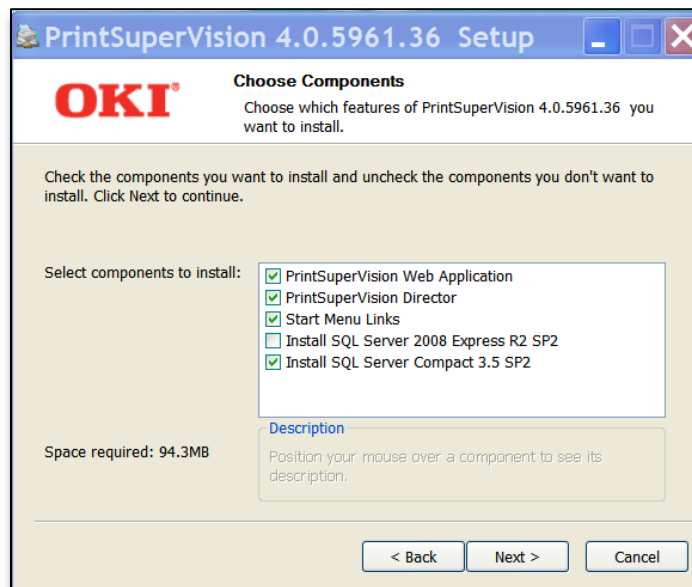 PrintSuperVision 4.0.5961.36 Setup
OKI®
Choose Components
Choose which features of PrintSuperVision 4.0.5961.36 you
want to install.
Check the components you want to install and uncheck the components you don't want to
install. Click Next to continue.
Select components to install:
PrintSuperVision Web Application
PrintSuperVision Director
Start Menu Links
Install SQL Server 2008 Express R2 SP2
Install SQL Server Compact 3.5 SP2
Space required: 94.3MB
Description
Position your mouse over a component to see its
description.
< Back
Next >
Cancel